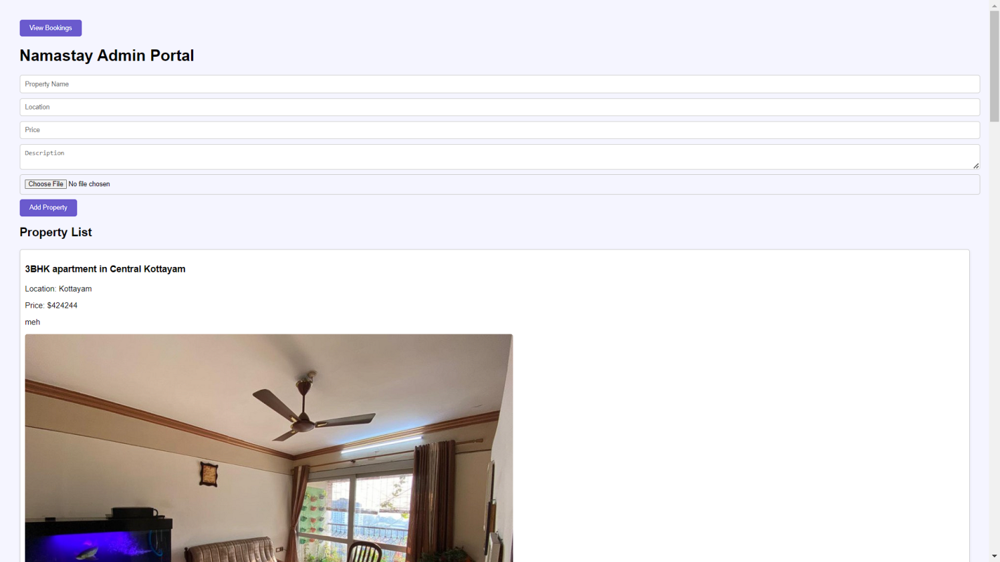 View Bookings
Namastay Admin Portal
Property Name
Location
Price
Description
Choose File No file chosen
Add Property
Property List
3BHK apartment in Central Kottayam
Location: Kottayam
Price: $424244
meh